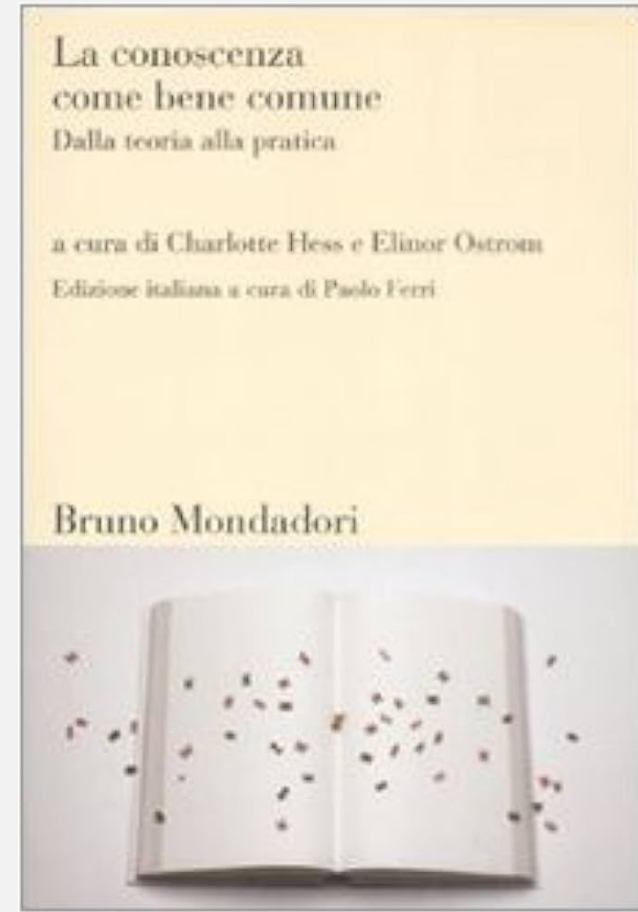 La conoscenza
come bene comune
Dalla teoria alla pratica
a cura di Charlotte Hess e Elinor Ostrom
Edizione italiana a cura di Paolo Ferri
Bruno Mondadori